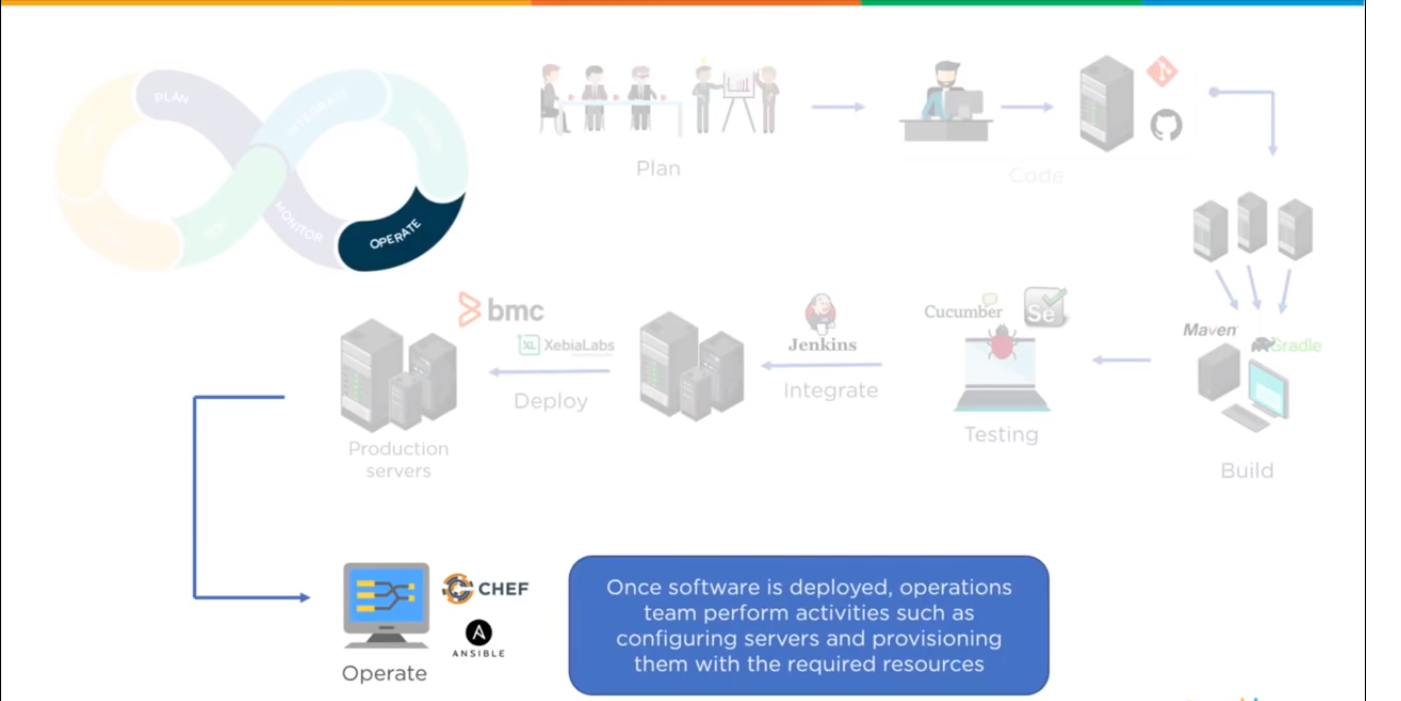 PLAN
INTEGRATE
MONITOR
OPERATE
Plan
Code
bmc
XebiaLabs
Deploy
Jenkins
Integrate
Cucumber
Se
Testing
Maven
Gradle
Build
Production
servers
CHEF
ANSIBLE
Operate
Once software is deployed, operations
team perform activities such as
configuring servers and provisioning
them with the required resources